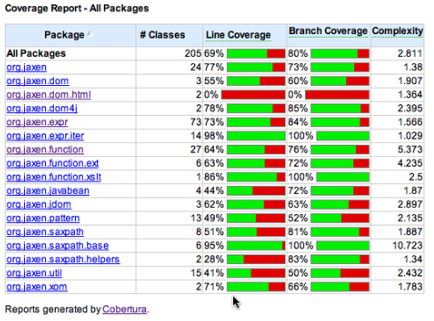 Coverage Report - All Packages
Package # Classes Line Coverage Branch Coverage Complexity
All Packages 205 69% 80% 2.811
org.jaxen 24 77% 73% 1.38
org.jaxen.dom 3 55% 60% 1.907
org.jaxen.dom.html 2 0% 0% 1.364
org.jaxen.dom4j 2 78% 85% 2.395
org.jaxen.expr 73 73% 84% 1.566
org.jaxen.expr.iter 14 98% 100% 1.029
org.jaxen.function 27 64% 76% 5.373
org.jaxen.function.ext 6 63% 72% 4.235
org.jaxen.function.xslt 1 86% 100% 2.5
org.jaxen.javabean 4 44% 72% 1.87
org.jaxen.jdom 3 62% 63% 2.897
org.jaxen.pattern 13 49% 52% 2.135
org.jaxen.saxpath 8 51% 81% 1.887
org.jaxen.saxpath.base 6 95% 100% 10.723
org.jaxen.saxpath.helpers 2 28% 83% 1.34
org.jaxen.util 15 41% 50% 2.432
org.jaxen.xom 2 71% 66% 1.783
Reports generated by Cobertura.